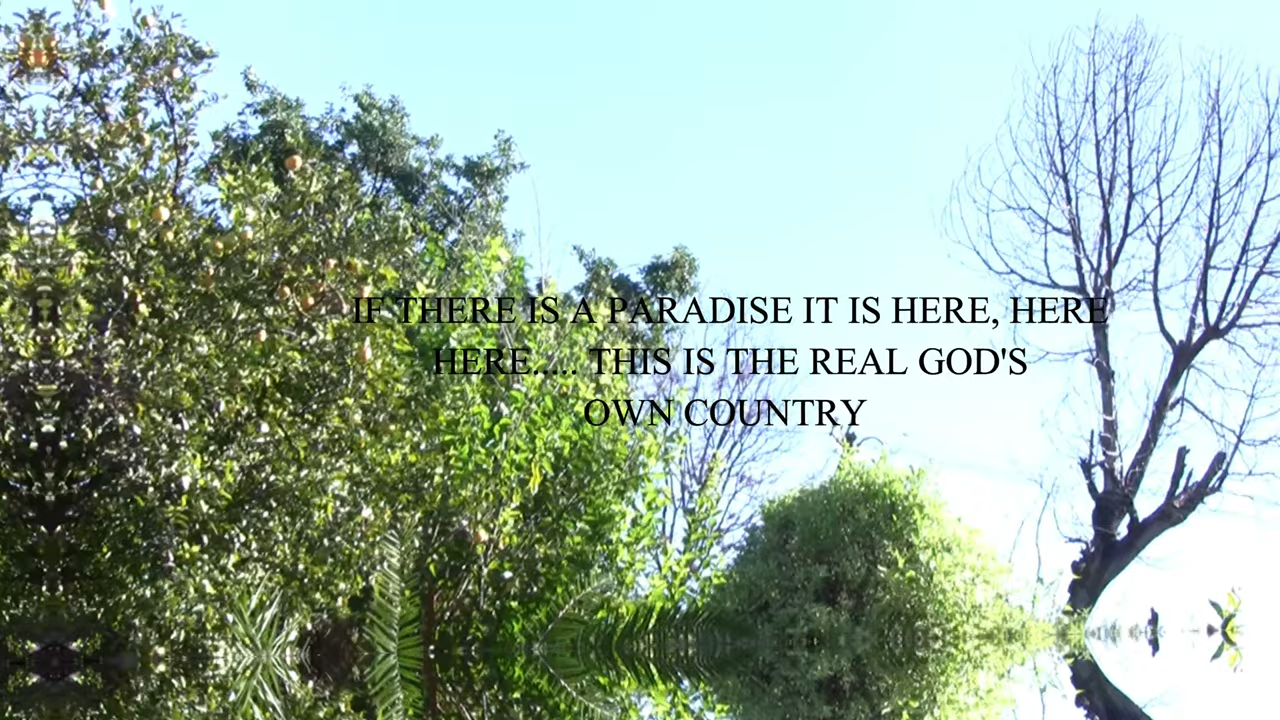 IF THERE IS A PARADISE IT IS HERE, HERE
HERE..... THIS IS THE REAL GOD'S
OWN COUNTRY